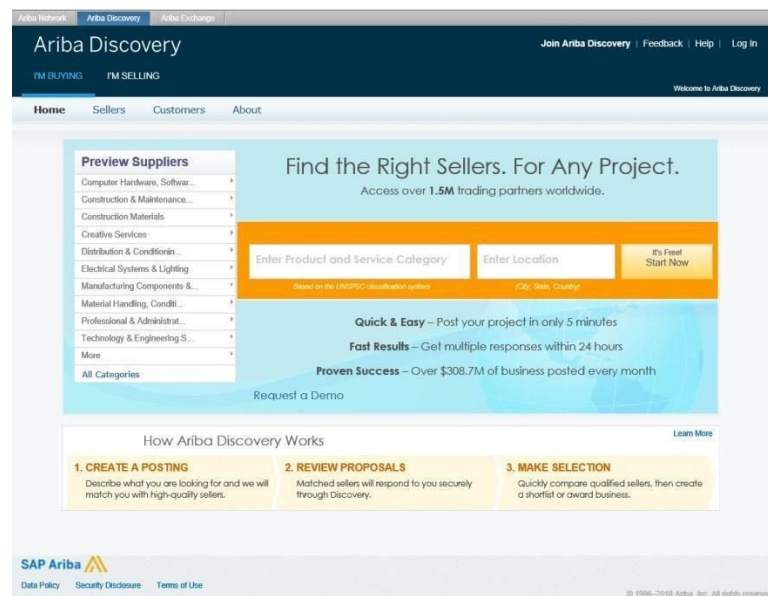 Ariba Network Ariba Discovery Ariba Exchange
Ariba Discovery
Join Ariba Discovery | Feedback | Help | Log In
I'M BUYING I'M SELLING
Welcome to Ariba Discovery
Home Sellers Customers About
Preview Suppliers
Computer Hardware, Softwar...
Construction & Maintenance...
Construction Materials
Creative Services
Distribution & Conditionin...
Electrical Systems & Lighting
Manufacturing Components &...
Material Handling, Conditi...
Professional & Administrat...
Technology & Engineering S...
More
All Categories
Find the Right Sellers. For Any Project.
Access over 1.5M trading partners worldwide.
Enter Product and Service Category
Enter Location
It's Free!
Start Now
Based on the UNSPSC classification system
(City, State, Country)
Quick & Easy – Post your project in only 5 minutes
Fast Results – Get multiple responses within 24 hours
Proven Success – Over $308.7M of business posted every month
Request a Demo
How Ariba Discovery Works
Learn More
1. CREATE A POSTING
Describe what you are looking for and we will
match you with high-quality sellers.
2. REVIEW PROPOSALS
Matched sellers will respond to you securely
through Discovery.
3. MAKE SELECTION
Quickly compare qualified sellers, then create
a shortlist or award business.
SAP Ariba
Data Policy Security Disclosure Terms of Use
© 1996–2018 Ariba, Inc. All rights reserved